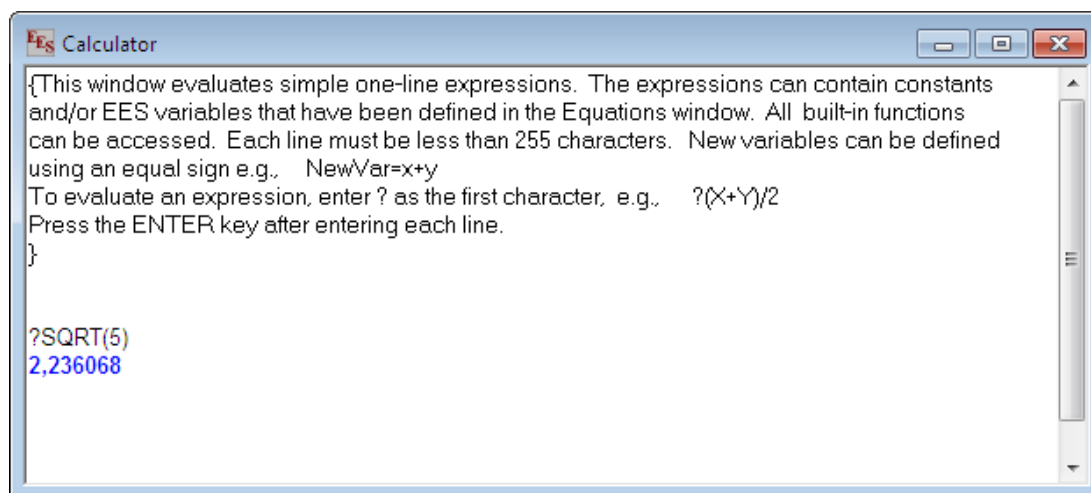 EES Calculator
{This window evaluates simple one-line expressions. The expressions can contain constants
and/or EES variables that have been defined in the Equations window. All built-in functions
can be accessed. Each line must be less than 255 characters. New variables can be defined
using an equal sign e.g., NewVar=x+y
To evaluate an expression, enter ? as the first character, e.g., ?(X+Y)/2
Press the ENTER key after entering each line.
}
?SQRT(5)
2,236068